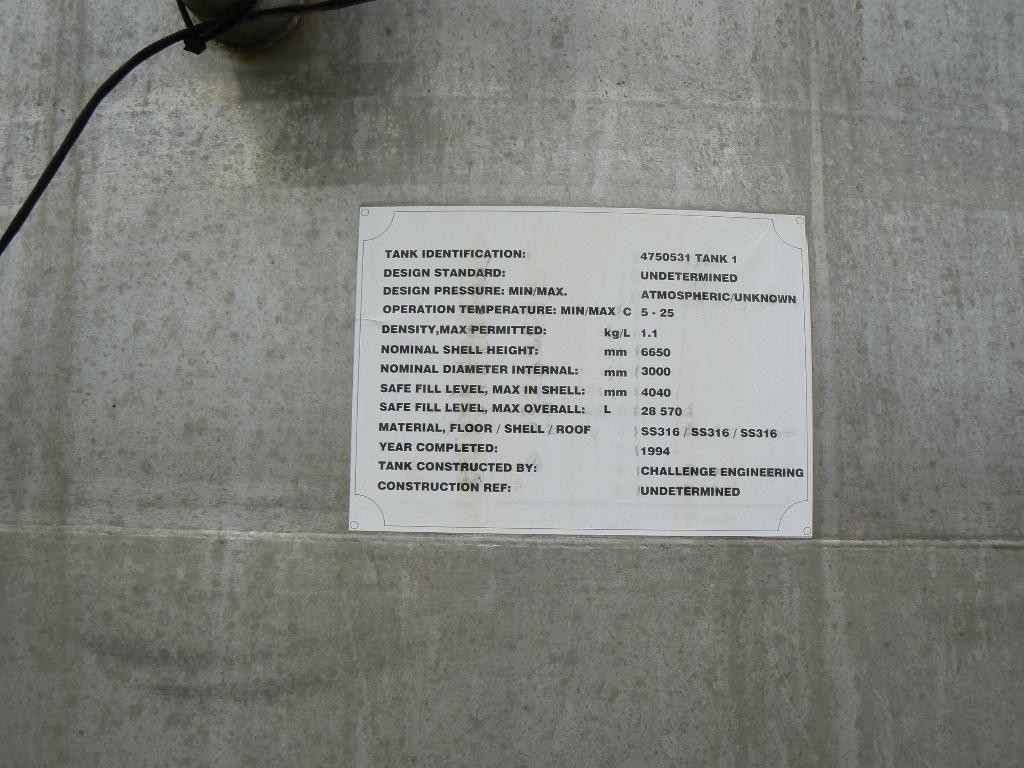 TANK IDENTIFICATION: 4750531 TANK 1
DESIGN STANDARD: UNDETERMINED
DESIGN PRESSURE: MIN/MAX. ATMOSPHERIC/UNKNOWN
OPERATION TEMPERATURE: MIN/MAX C 5 - 25
DENSITY,MAX PERMITTED: kg/L 1.1
NOMINAL SHELL HEIGHT: mm 6650
NOMINAL DIAMETER INTERNAL: mm 3000
SAFE FILL LEVEL, MAX IN SHELL: mm 4040
SAFE FILL LEVEL, MAX OVERALL: L 28 570
MATERIAL, FLOOR / SHELL / ROOF SS316 / SS316 / SS316
YEAR COMPLETED: 1994
TANK CONSTRUCTED BY: CHALLENGE ENGINEERING
CONSTRUCTION REF: UNDETERMINED